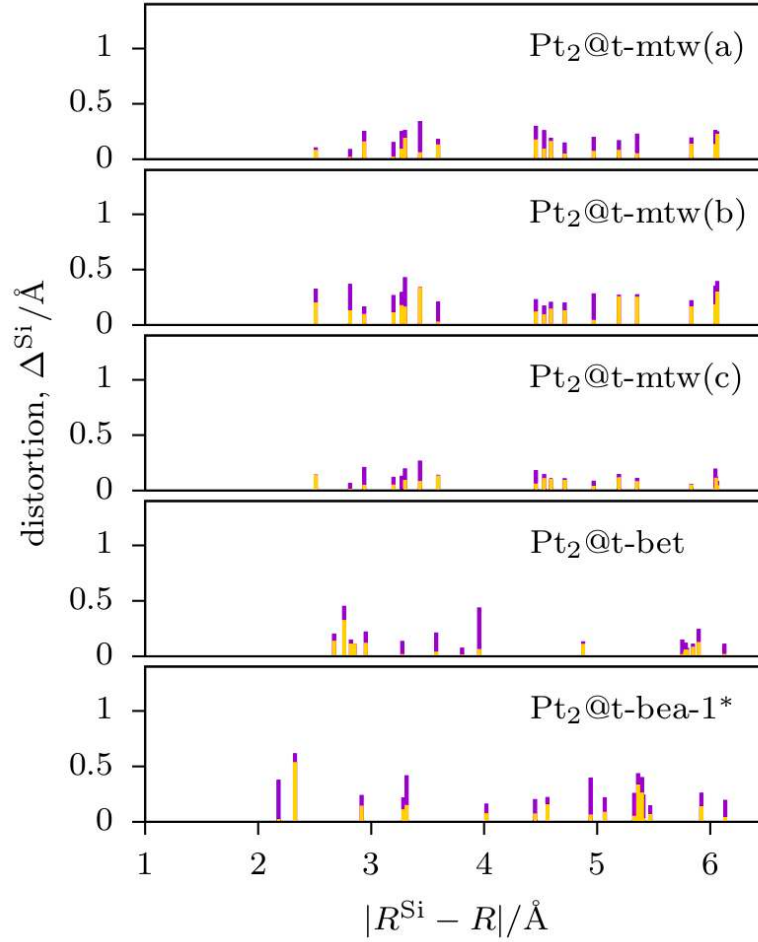 1
Pt₂@t-mtw(a)
0.5
0
1
Pt₂@t-mtw(b)
0.5
0
1
Pt₂@t-mtw(c)
0.5
0
1
Pt₂@t-bet
0.5
0
1
Pt₂@t-bea-1*
0.5
0
distortion, Δ^Si/Å
1 2 3 4 5 6
|R^Si − R|/Å